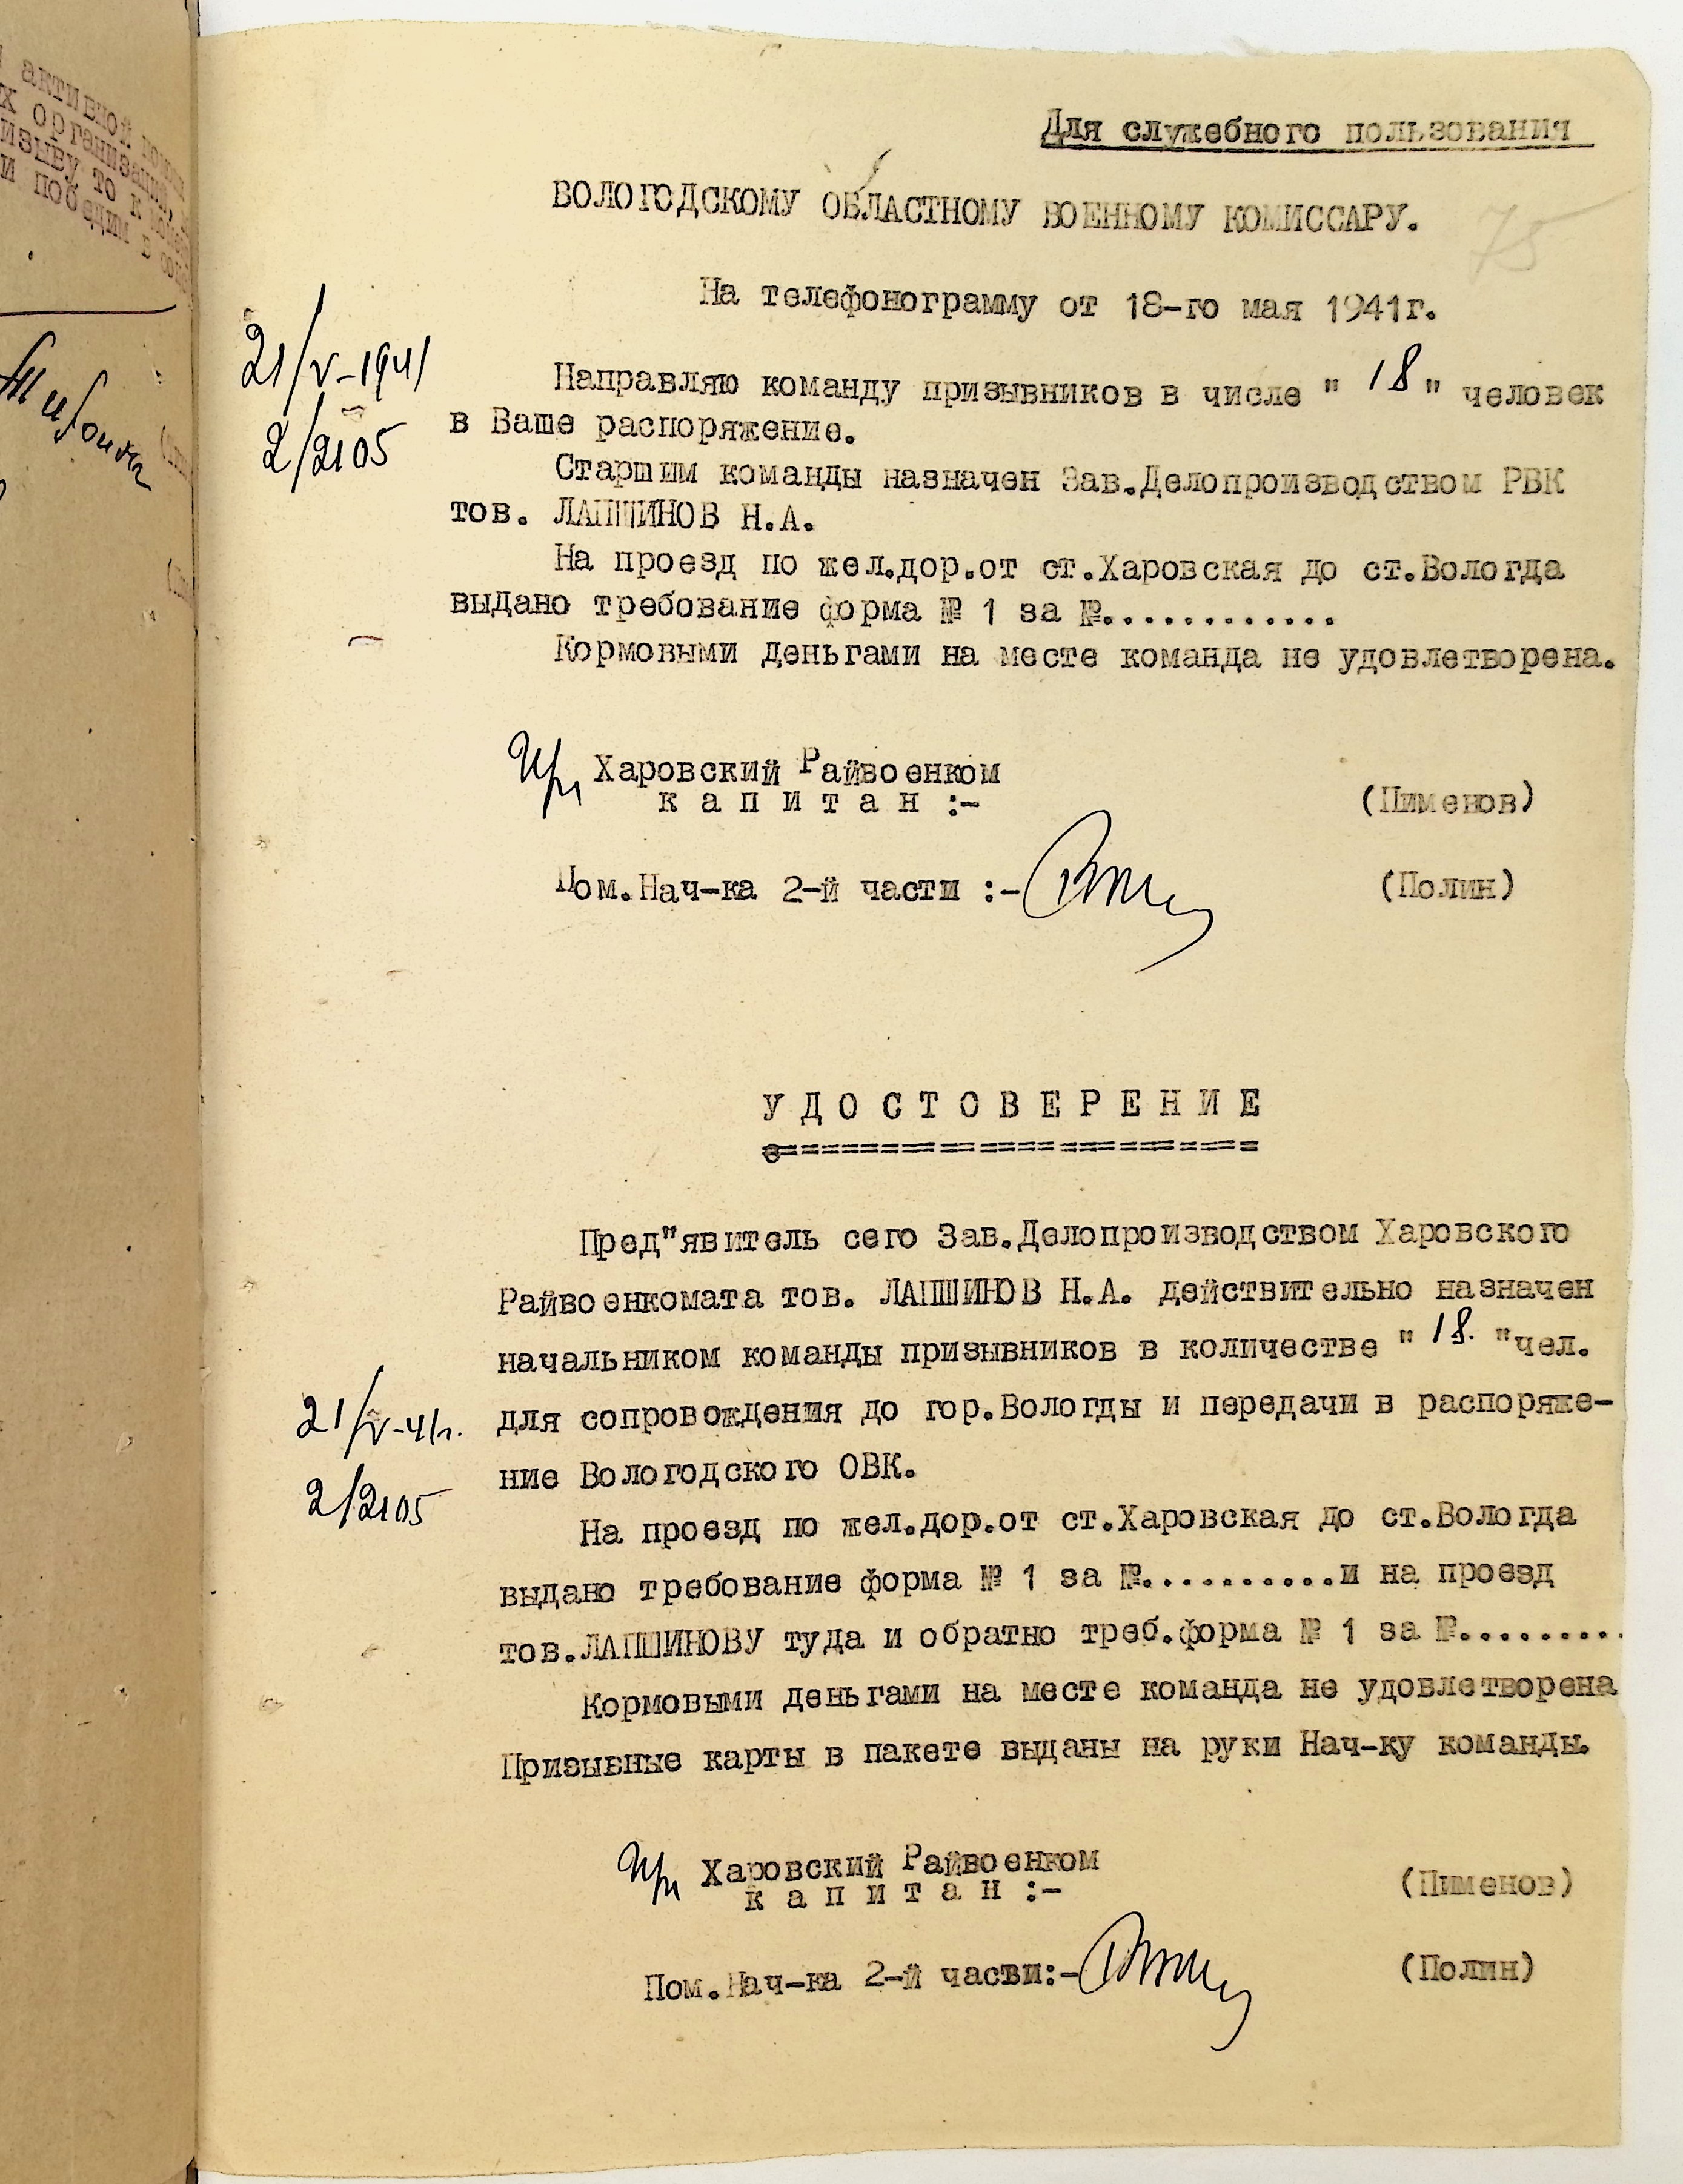 Для служебного пользования
ВОЛОГОДСКОМУ ОБЛАСТНОМУ ВОЕННОМУ КОМИССАРУ.
75
На телефонограмму от 18-го мая 1941г.
21/V-1941
2/2105
Направляю команду призывников в числе " 18 " человек
в Ваше распоряжение.
Старшим команды назначен Зав.Делопроизводством РВК
тов. ЛАПШИНОВ Н.А.
На проезд по жел.дор.от ст.Харовская до ст.Вологда
выдано требование форма № 1 за №............
Кормовыми деньгами на месте команда не удовлетворена.
Харовский Райвоенком
к а п и т а н :-
(Пименов)
Пом.Нач-ка 2-й части :-
(Полин)
У Д О С Т О В Е Р Е Н И Е
Пред"явитель сего Зав.Делопроизводством Харовского
Райвоенкомата тов. ЛАПШИНОВ Н.А. действительно назначен
начальником команды призывников в количестве " 18. "чел.
для сопровождения до гор.Вологды и передачи в распоряже-
ние Вологодского ОВК.
21/V-41г.
2/2105
На проезд по жел.дор.от ст.Харовская до ст.Вологда
выдано требование форма № 1 за №..........и на проезд
тов.ЛАПШИНОВУ туда и обратно треб.форма № 1 за №.........
Кормовыми деньгами на месте команда не удовлетворена
Призывные карты в пакете выданы на руки Нач-ку команды.
Харовский Райвоенком
к а п и т а н :-
(Пименов)
Пом.Нач-ка 2-й части:-
(Полин)